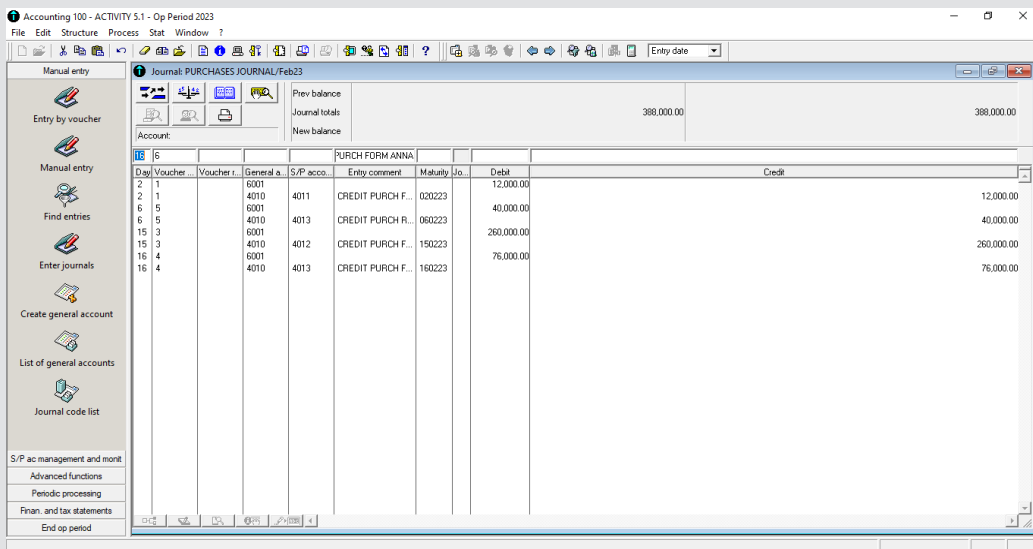 Accounting 100 - ACTIVITY 5.1 - Op Period 2023
File Edit Structure Process Stat Window ?
Entry date
Manual entry
Entry by voucher
Manual entry
Find entries
Enter journals
Create general account
List of general accounts
Journal code list
S/P ac management and monit
Advanced functions
Periodic processing
Finan. and tax statements
End op period
Journal: PURCHASES JOURNAL/Feb23
Prev balance
Journal totals 388,000.00 388,000.00
New balance
Account:
16 6 PURCH FORM ANNA
Day Voucher ... Voucher r... General a... S/P acco... Entry comment Maturity Jo... Debit Credit
2 1 6001 12,000.00
2 1 4010 4011 CREDIT PURCH F... 020223 12,000.00
6 5 6001 40,000.00
6 5 4010 4013 CREDIT PURCH R... 060223 40,000.00
15 3 6001 260,000.00
15 3 4010 4012 CREDIT PURCH F... 150223 260,000.00
16 4 6001 76,000.00
16 4 4010 4013 CREDIT PURCH F... 160223 76,000.00